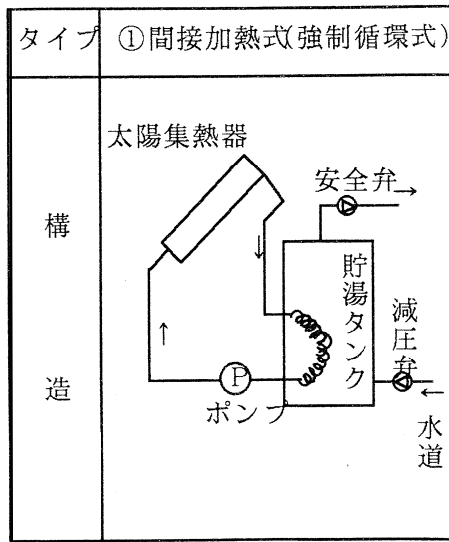 タイプ
①間接加熱式(強制循環式)
構
造
太陽集熱器
安全弁
→
貯湯タンク
減圧弁
↓
↑
P
ポンプ
←
水道